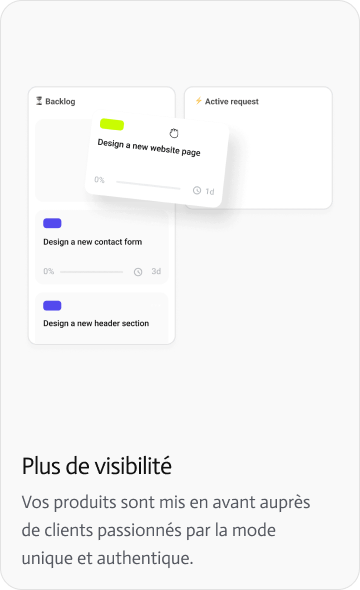 Backlog
Active request
Design a new website page
0%
1d
Design a new contact form
0%
3d
Design a new header section
Plus de visibilité
Vos produits sont mis en avant auprès
de clients passionnés par la mode
unique et authentique.